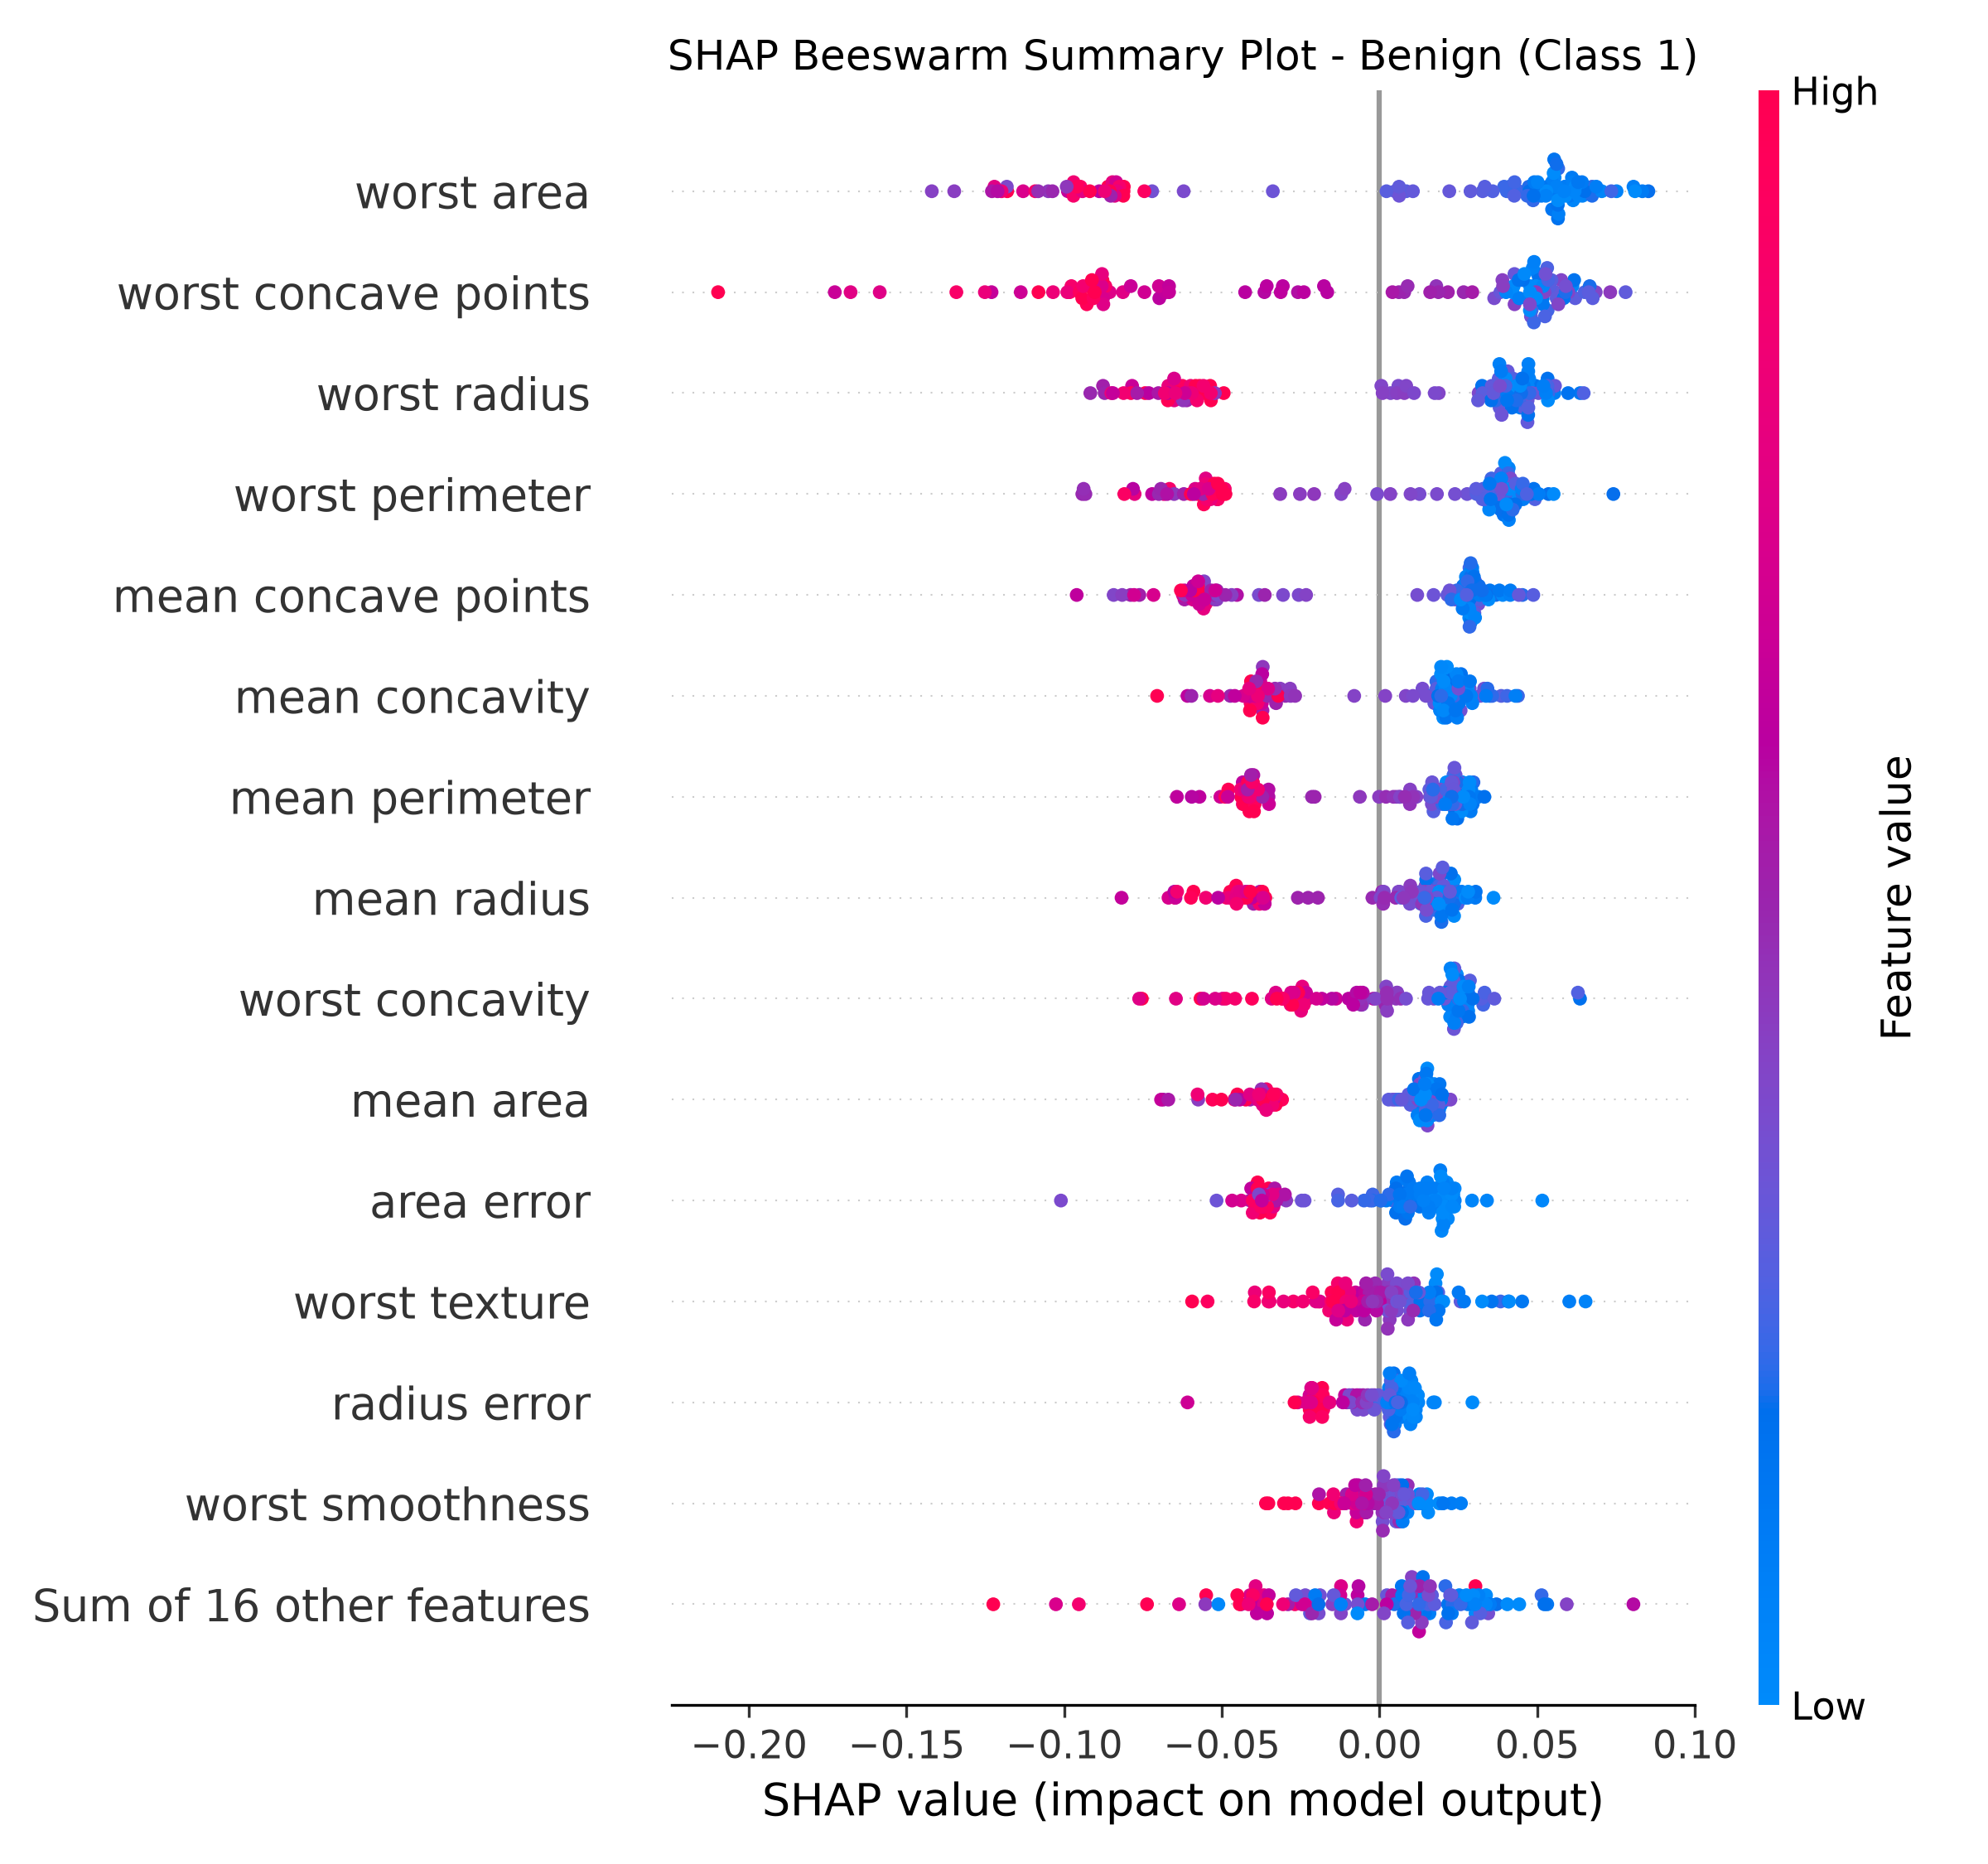 SHAP Beeswarm Summary Plot - Benign (Class 1)
High
worst area
worst concave points
worst radius
worst perimeter
mean concave points
mean concavity
mean perimeter
mean radius
worst concavity
mean area
area error
worst texture
radius error
worst smoothness
Sum of 16 other features
Feature value
Low
−0.20 −0.15 −0.10 −0.05 0.00 0.05 0.10
SHAP value (impact on model output)